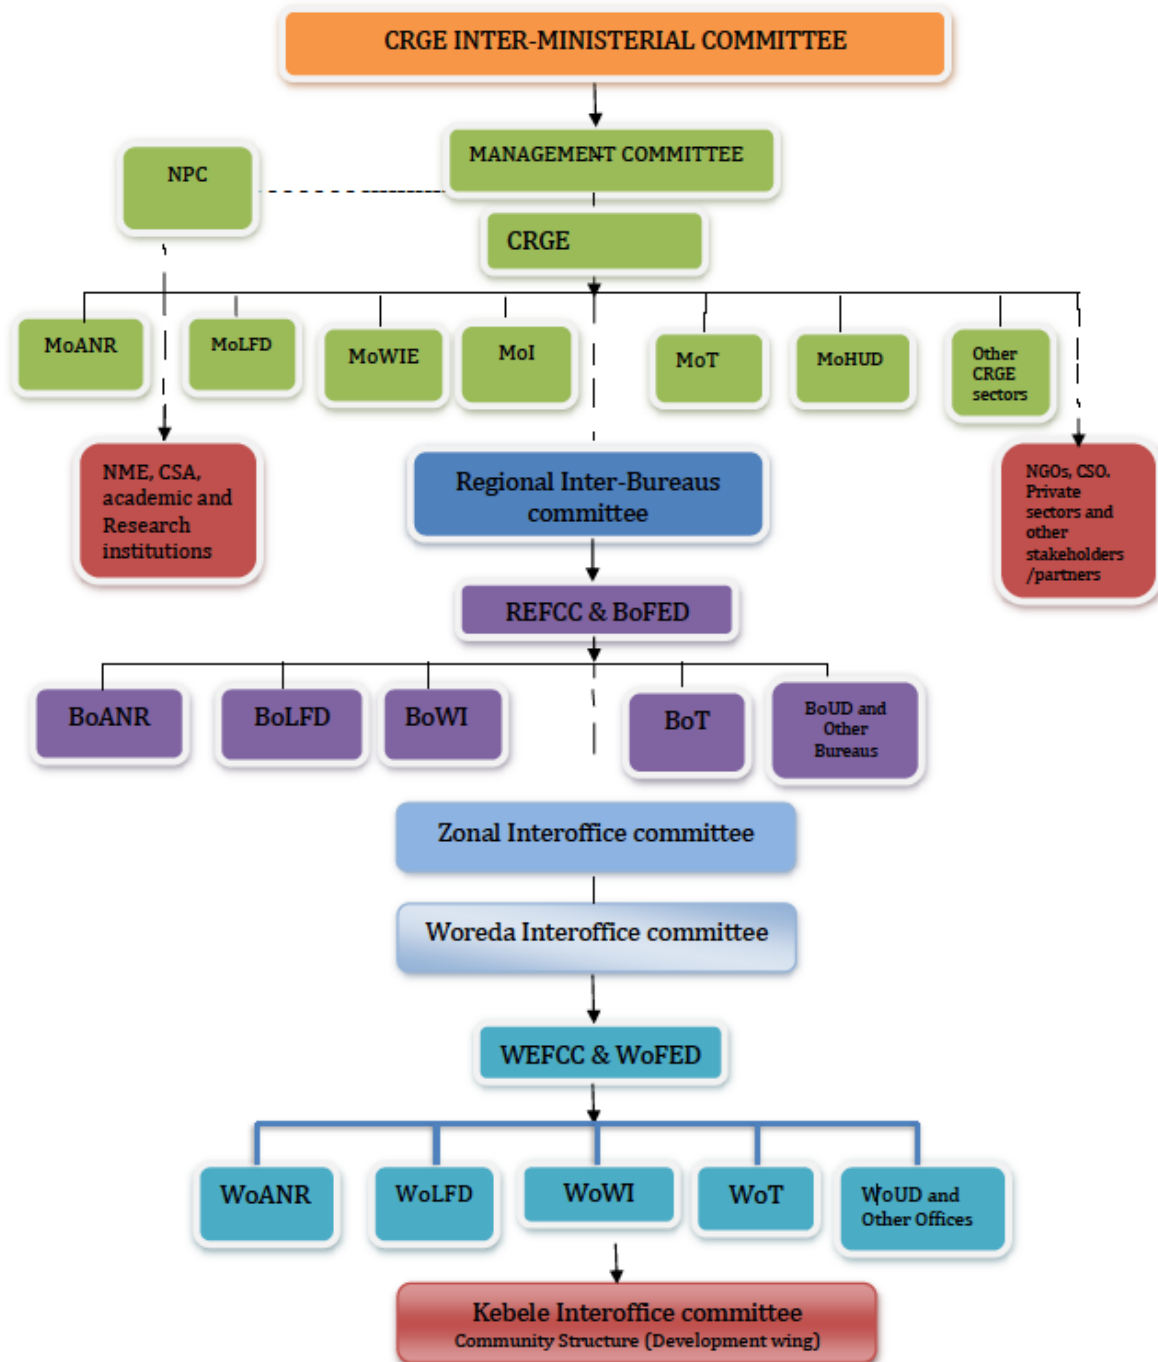 CRGE INTER-MINISTERIAL COMMITTEE
MANAGEMENT COMMITTEE
NPC
CRGE
MoANR
MoLFD
MoWIE
MoI
MoT
MoHUD
Other
CRGE
sectors
NME, CSA,
academic and
Research
institutions
Regional Inter-Bureaus
committee
NGOs, CSO.
Private
sectors and
other
stakeholders
/partners
REFCC & BoFED
BoANR
BoLFD
BoWI
BoT
BoUD and
Other
Bureaus
Zonal Interoffice committee
Woreda Interoffice committee
WEFCC & WoFED
WoANR
WoLFD
WoWI
WoT
WoUD and
Other Offices
Kebele Interoffice committee
Community Structure (Development wing)